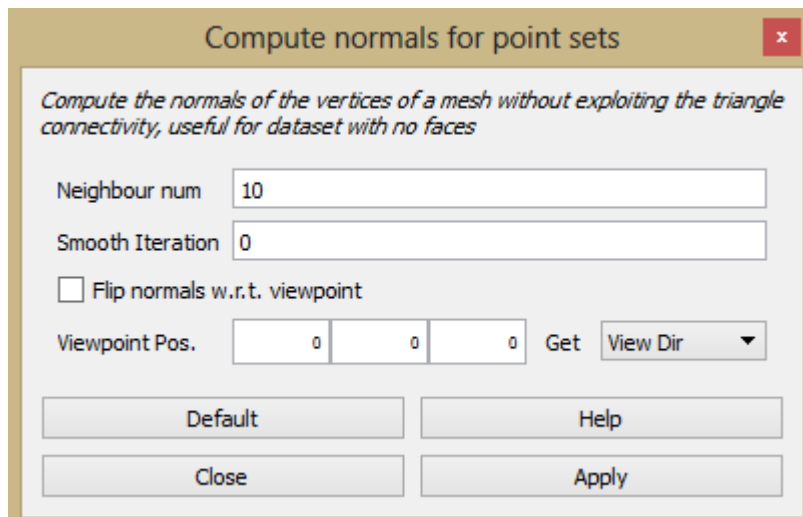 Compute normals for point sets
x
Compute the normals of the vertices of a mesh without exploiting the triangle
connectivity, useful for dataset with no faces
Neighbour num 10
Smooth Iteration 0
Flip normals w.r.t. viewpoint
Viewpoint Pos. 0 0 0 Get View Dir
Default Help
Close Apply